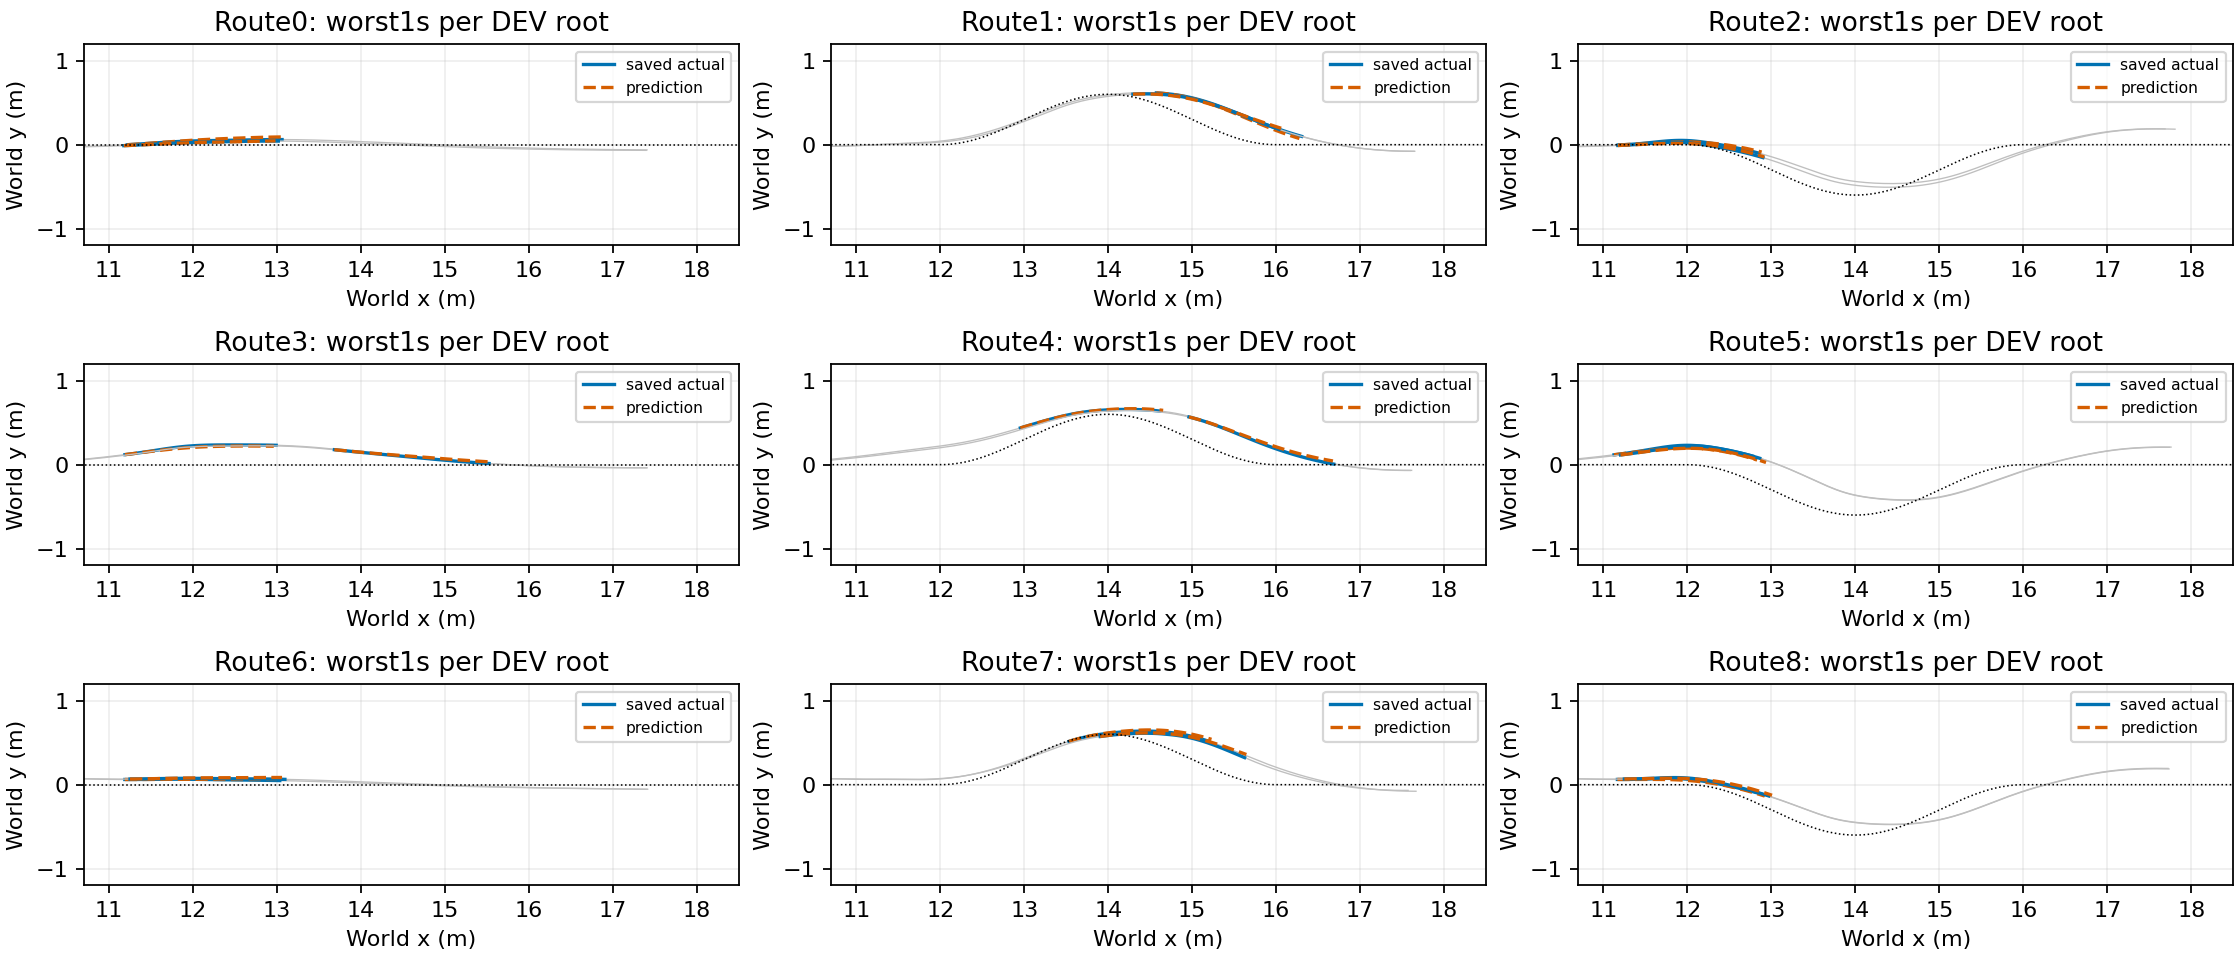 Route0: worst1s per DEV root
World y (m)
1
0
−1
saved actual
prediction
11 12 13 14 15 16 17 18
World x (m)
Route1: worst1s per DEV root
World y (m)
1
0
−1
saved actual
prediction
11 12 13 14 15 16 17 18
World x (m)
Route2: worst1s per DEV root
World y (m)
1
0
−1
saved actual
prediction
11 12 13 14 15 16 17 18
World x (m)
Route3: worst1s per DEV root
World y (m)
1
0
−1
saved actual
prediction
11 12 13 14 15 16 17 18
World x (m)
Route4: worst1s per DEV root
World y (m)
1
0
−1
saved actual
prediction
11 12 13 14 15 16 17 18
World x (m)
Route5: worst1s per DEV root
World y (m)
1
0
−1
saved actual
prediction
11 12 13 14 15 16 17 18
World x (m)
Route6: worst1s per DEV root
World y (m)
1
0
−1
saved actual
prediction
11 12 13 14 15 16 17 18
World x (m)
Route7: worst1s per DEV root
World y (m)
1
0
−1
saved actual
prediction
11 12 13 14 15 16 17 18
World x (m)
Route8: worst1s per DEV root
World y (m)
1
0
−1
saved actual
prediction
11 12 13 14 15 16 17 18
World x (m)